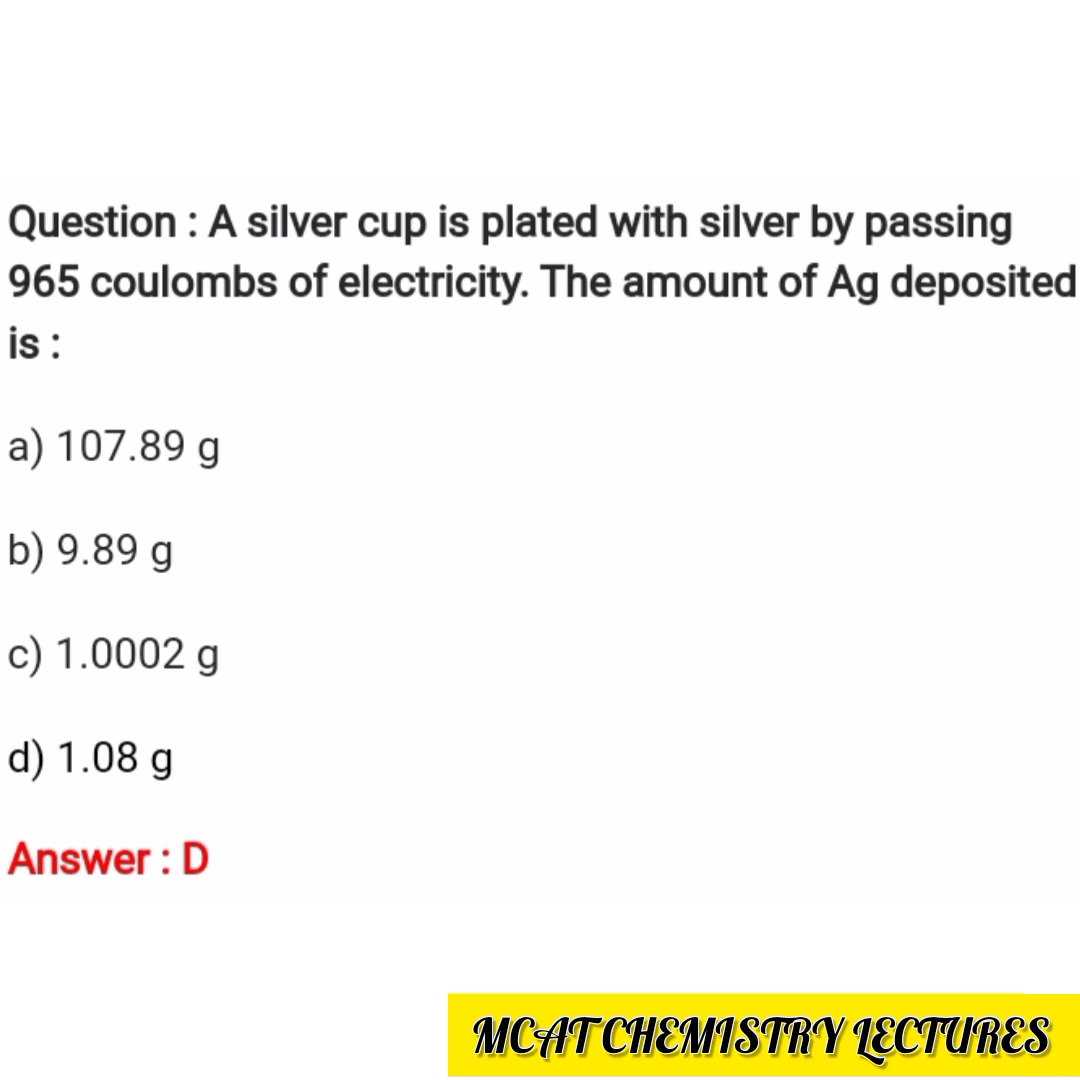 Question : A silver cup is plated with silver by passing
965 coulombs of electricity. The amount of Ag deposited
is :
a) 107.89 g
b) 9.89 g
c) 1.0002 g
d) 1.08 g
Answer : D
MCAT CHEMISTRY LECTURES